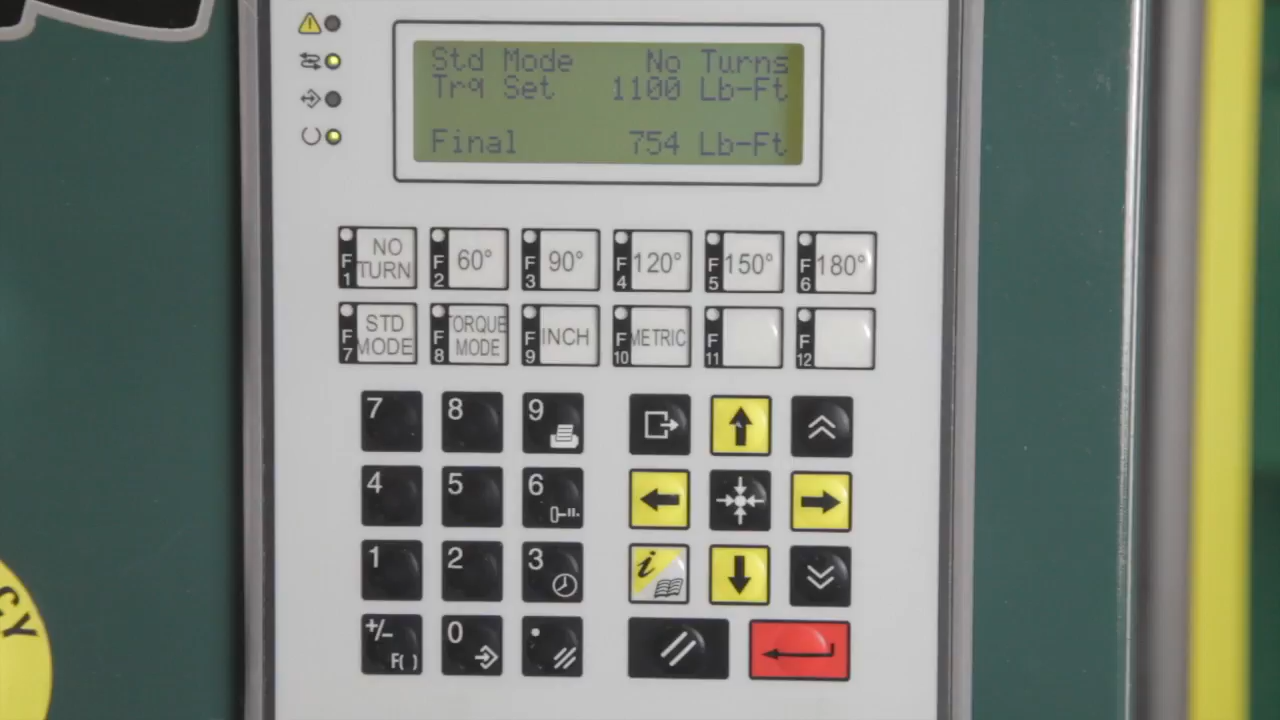 Std Mode No Turns
Trq Set 1100 Lb-Ft
Final 754 Lb-Ft
F1 NO TURN
F2 60°
F3 90°
F4 120°
F5 150°
F6 180°
F7 STD MODE
F8 TORQUE MODE
F9 INCH
F10 METRIC
F11
F12
7 8 9
4 5 6
1 2 3
i
+/- F() 0 .
CY